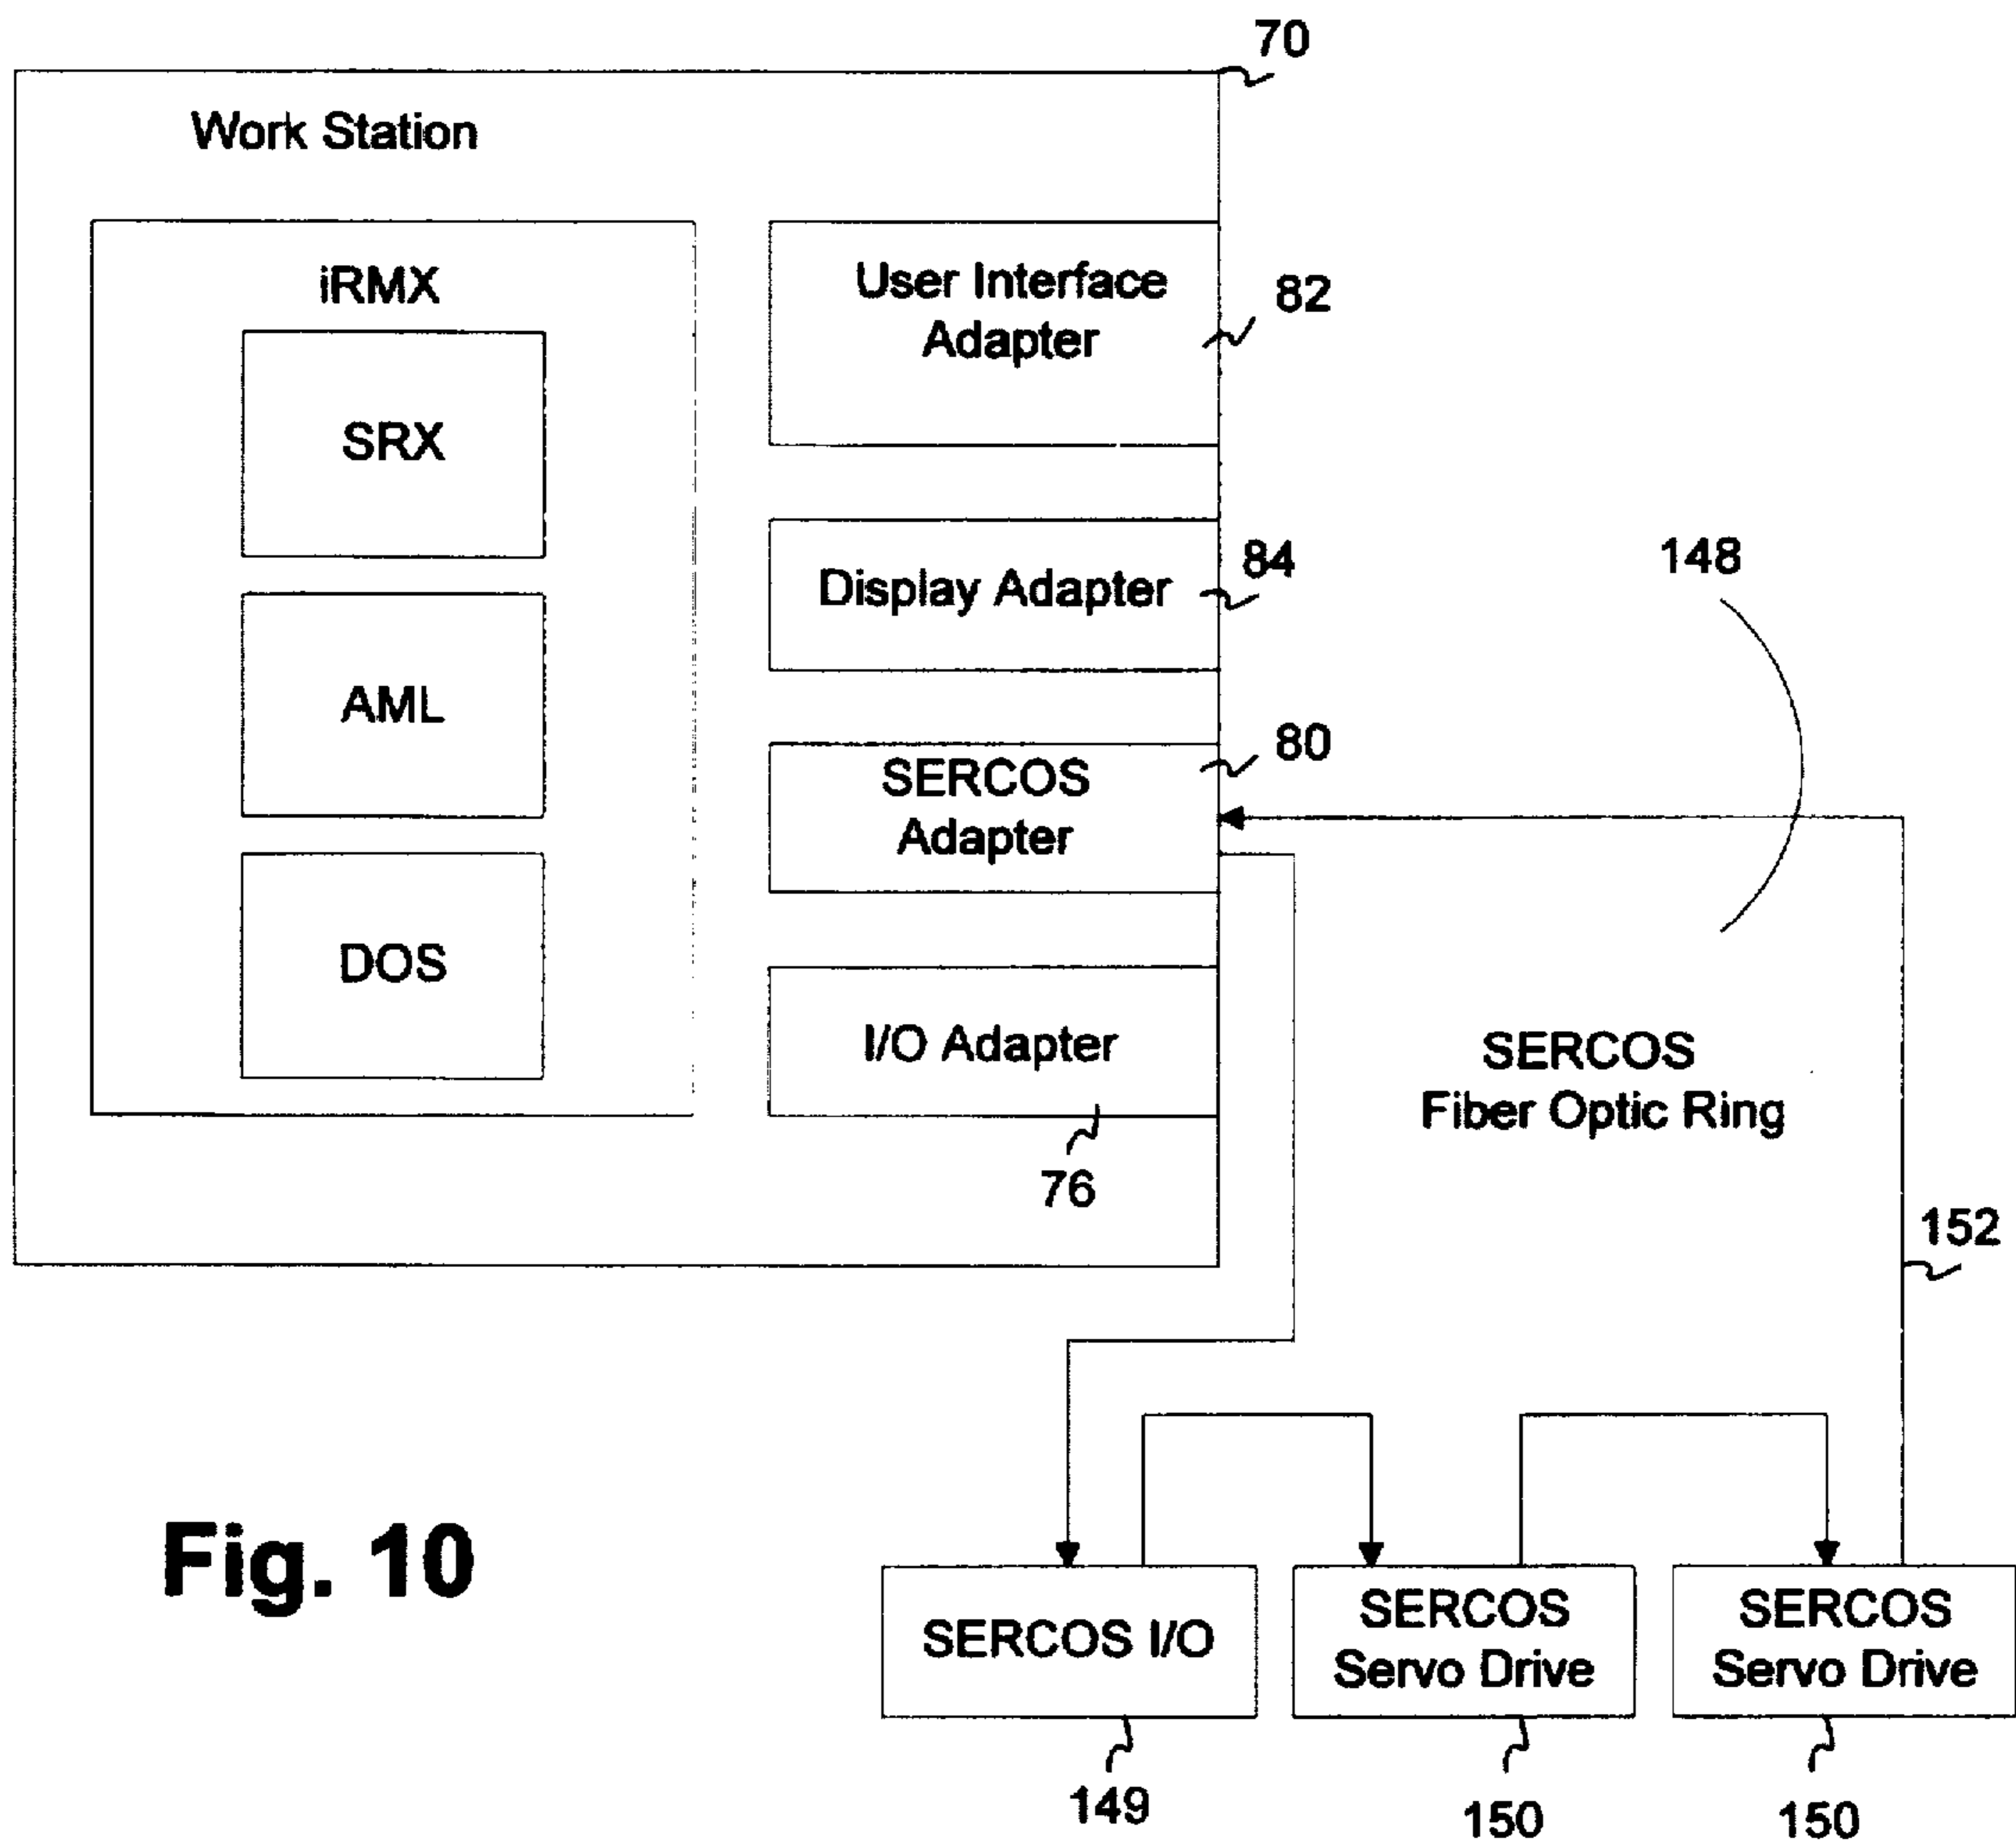 70
Work Station
iRMX
SRX
AML
DOS
User Interface
Adapter
82
Display Adapter
84
SERCOS
Adapter
80
I/O Adapter
76
148
SERCOS
Fiber Optic Ring
152
SERCOS I/O
149
SERCOS
Servo Drive
150
SERCOS
Servo Drive
150
Fig. 10